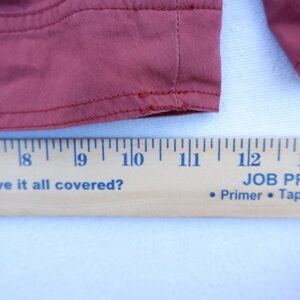 8 9 10 11 12
ve it all covered?
JOB PR
• Primer • Tap